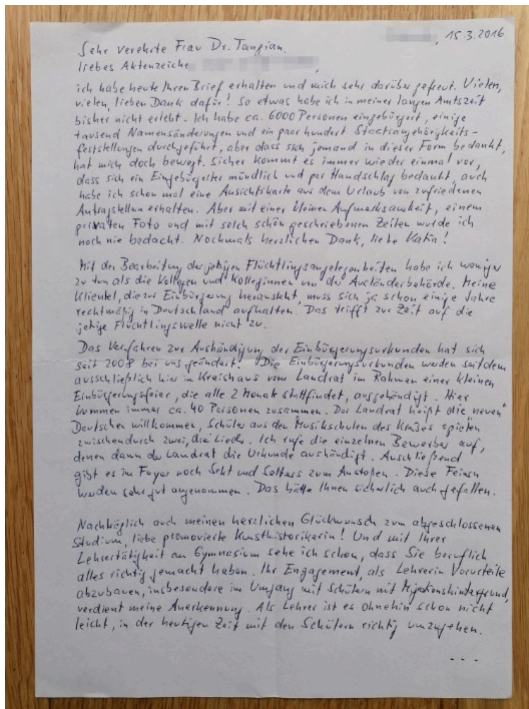 , 15.3.2016
Sehr verehrte Frau Dr. Tangian,
liebes Aktenzeichen ,
ich habe heute Ihren Brief erhalten und mich sehr darüber gefreut. Vielen,
vielen, lieben Dank dafür! So etwas habe ich in meiner langen Amtszeit
bisher nicht erlebt. Ich habe ca. 6000 Personen eingebürgert, einige
tausend Namensänderungen und ein paar hundert Staatsangehörigkeits-
feststellungen durchgeführt, aber dass sich jemand in dieser Form bedankt,
hat mich doch bewegt. Sicher kommt es immer wieder einmal vor,
dass sich ein Eingebürgerter mündlich und per Handschlag bedankt, auch
habe ich schon mal eine Ansichtskarte aus dem Urlaub von zufriedenen
Antragstellern erhalten. Aber mit einer kleinen Aufmerksamkeit, einem
privaten Foto und mit solch schön geschriebenen Zeilen wurde ich
noch nie bedacht. Nochmals herzlichen Dank, liebe Katia!
Mit der Bearbeitung der jetzigen Flüchtlingsangelegenheiten habe ich weniger
zu tun als die Kollegen und Kolleginnen von der Ausländerbehörde. Meine
Klientel, die zur Einbürgerung heransteht, muss sich ja schon einige Jahre
rechtmäßig in Deutschland aufhalten. Das trifft zur Zeit auf die
jetzige Flüchtlingswelle nicht zu.
Das Verfahren zur Aushändigung der Einbürgerungsurkunden hat sich
seit 2008 bei uns geändert. Die Einbürgerungsurkunden werden seitdem
ausschließlich hier im Kreishaus vom Landrat im Rahmen einer kleinen
Einbürgerungsfeier, die alle 2 Monate stattfindet, ausgehändigt. Hier
kommen immer ca. 40 Personen zusammen. Der Landrat heißt die "neuen"
Deutschen willkommen, Schüler aus den Musikschulen des Kreises spielen
zwischendurch zwei, drei Lieder. Ich rufe die einzelnen Bewerber auf,
denen dann der Landrat die Urkunde aushändigt. Anschließend
gibt es im Foyer noch Sekt und Selters zum Anstoßen. Diese Feiern
werden sehr gut angenommen. Das hätte Ihnen sicherlich auch gefallen.
Nachträglich auch meinen herzlichen Glückwunsch zum abgeschlossenen
Studium, liebe promovierte Kunsthistorikerin! Und mit Ihrer
Lehrertätigkeit am Gymnasium sehe ich schon, dass Sie beruflich
alles richtig gemacht haben. Ihr Engagement, als Lehrerin Vorurteile
abzubauen, insbesondere im Umgang mit Schülern mit Migrationshintergrund,
verdient meine Anerkennung. Als Lehrer ist es ohnehin schon nicht
leicht, in der heutigen Zeit mit den Schülern richtig umzugehen.
...